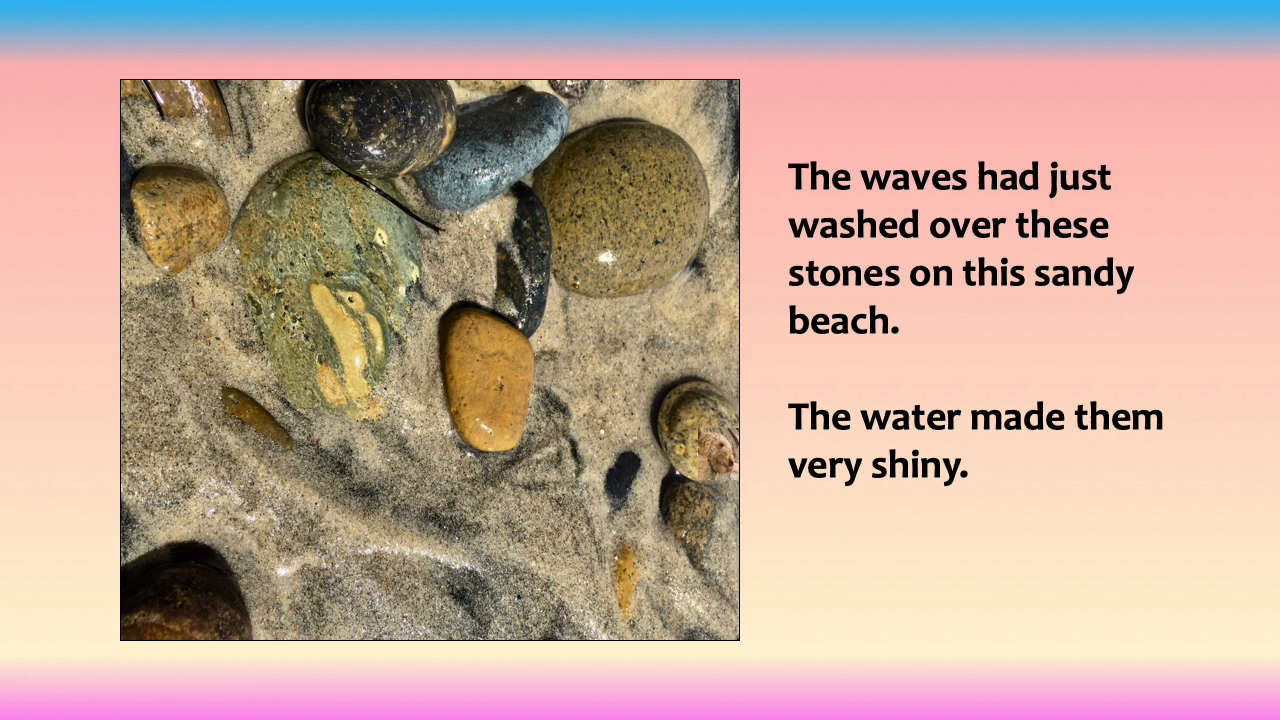 The waves had just
washed over these
stones on this sandy
beach.
The water made them
very shiny.